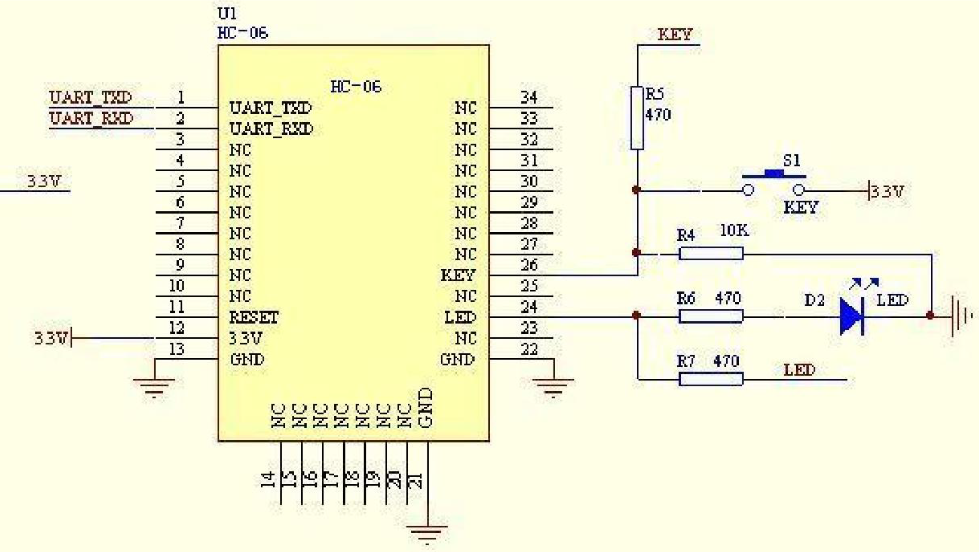 U1
HC-06
HC-06
KEY
R5
470
UART_TXD 1 UART_TXD NC 34
UART_RXD 2 UART_RXD NC 33
3 NC NC 32
4 NC NC 31
33V 5 NC NC 30
6 NC NC 29
7 NC NC 28
8 NC NC 27
9 NC KEY 26
10 NC NC 25
11 RESET LED 24
33V 12 33V NC 23
13 GND GND 22
S1
KEY
33V
R4 10K
R6 470 D2 LED
R7 470 LED
NC NC NC NC NC NC NC GND
14 15 16 17 18 19 20 21